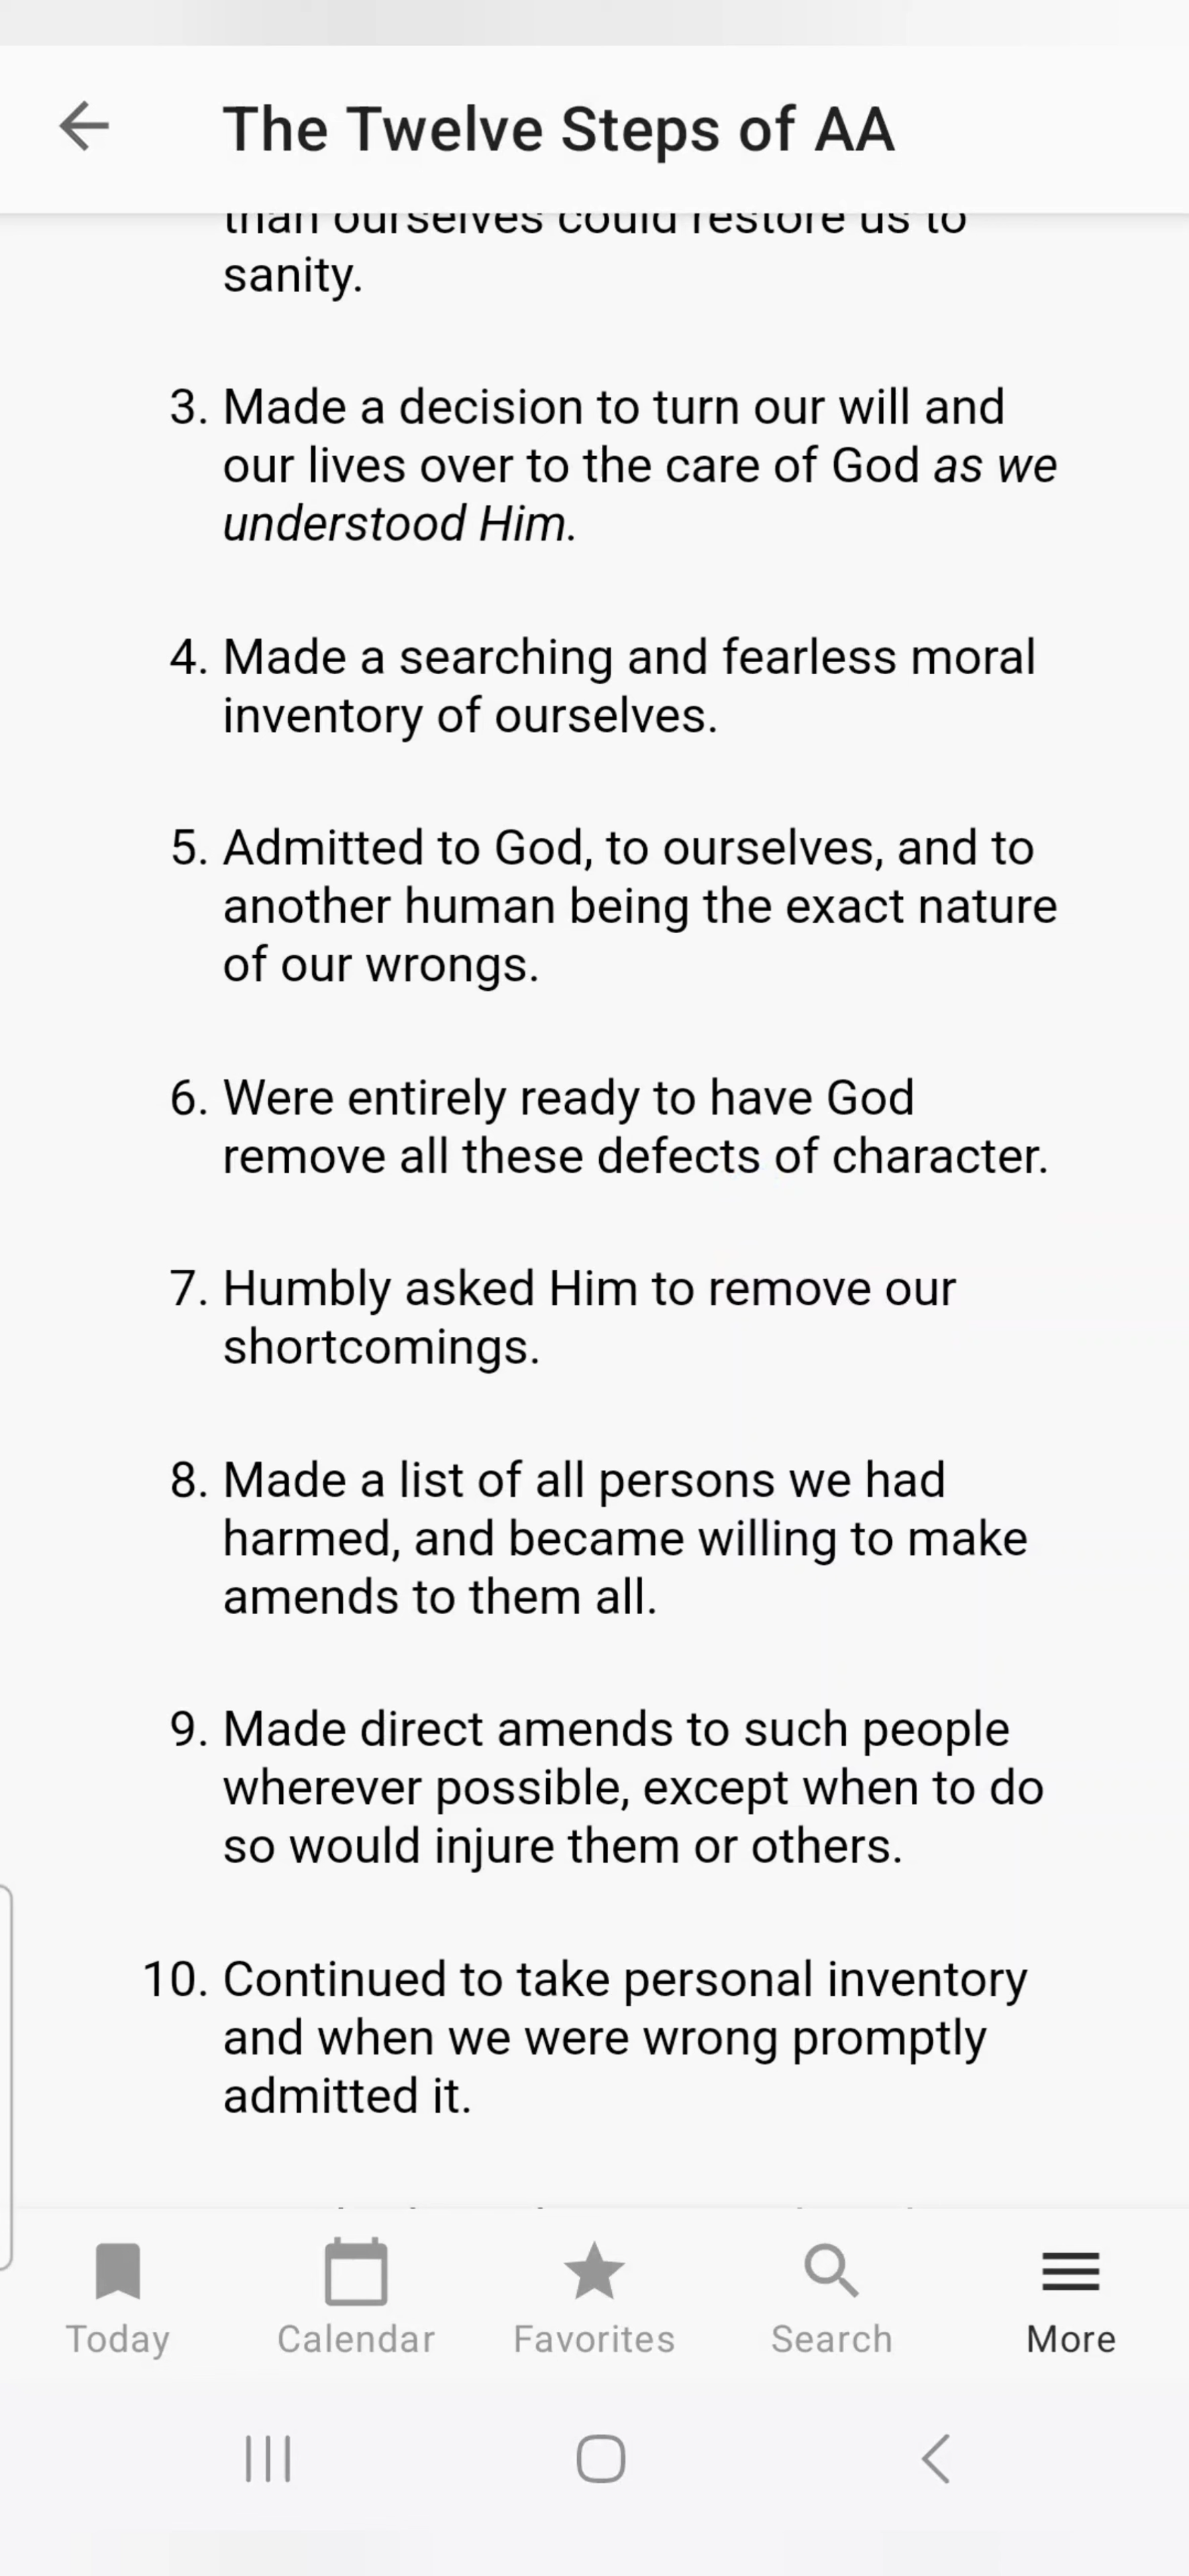 The Twelve Steps of AA
than ourselves could restore us to
sanity.
3. Made a decision to turn our will and
our lives over to the care of God as we
understood Him.
4. Made a searching and fearless moral
inventory of ourselves.
5. Admitted to God, to ourselves, and to
another human being the exact nature
of our wrongs.
6. Were entirely ready to have God
remove all these defects of character.
7. Humbly asked Him to remove our
shortcomings.
8. Made a list of all persons we had
harmed, and became willing to make
amends to them all.
9. Made direct amends to such people
wherever possible, except when to do
so would injure them or others.
10. Continued to take personal inventory
and when we were wrong promptly
admitted it.
Today Calendar Favorites Search More